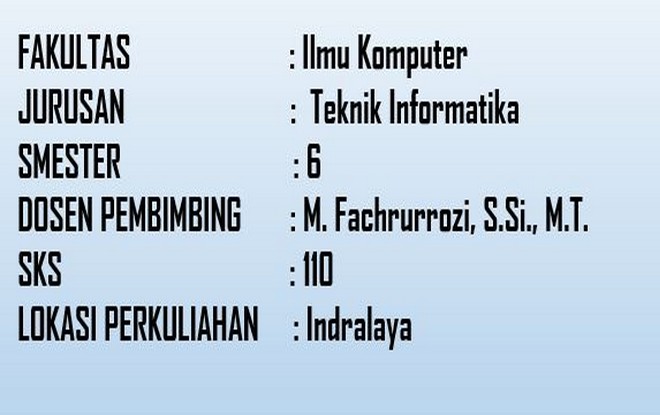 FAKULTAS : Ilmu Komputer
JURUSAN : Teknik Informatika
SMESTER : 6
DOSEN PEMBIMBING : M. Fachrurrozi, S.Si., M.T.
SKS : 110
LOKASI PERKULIAHAN : Indralaya